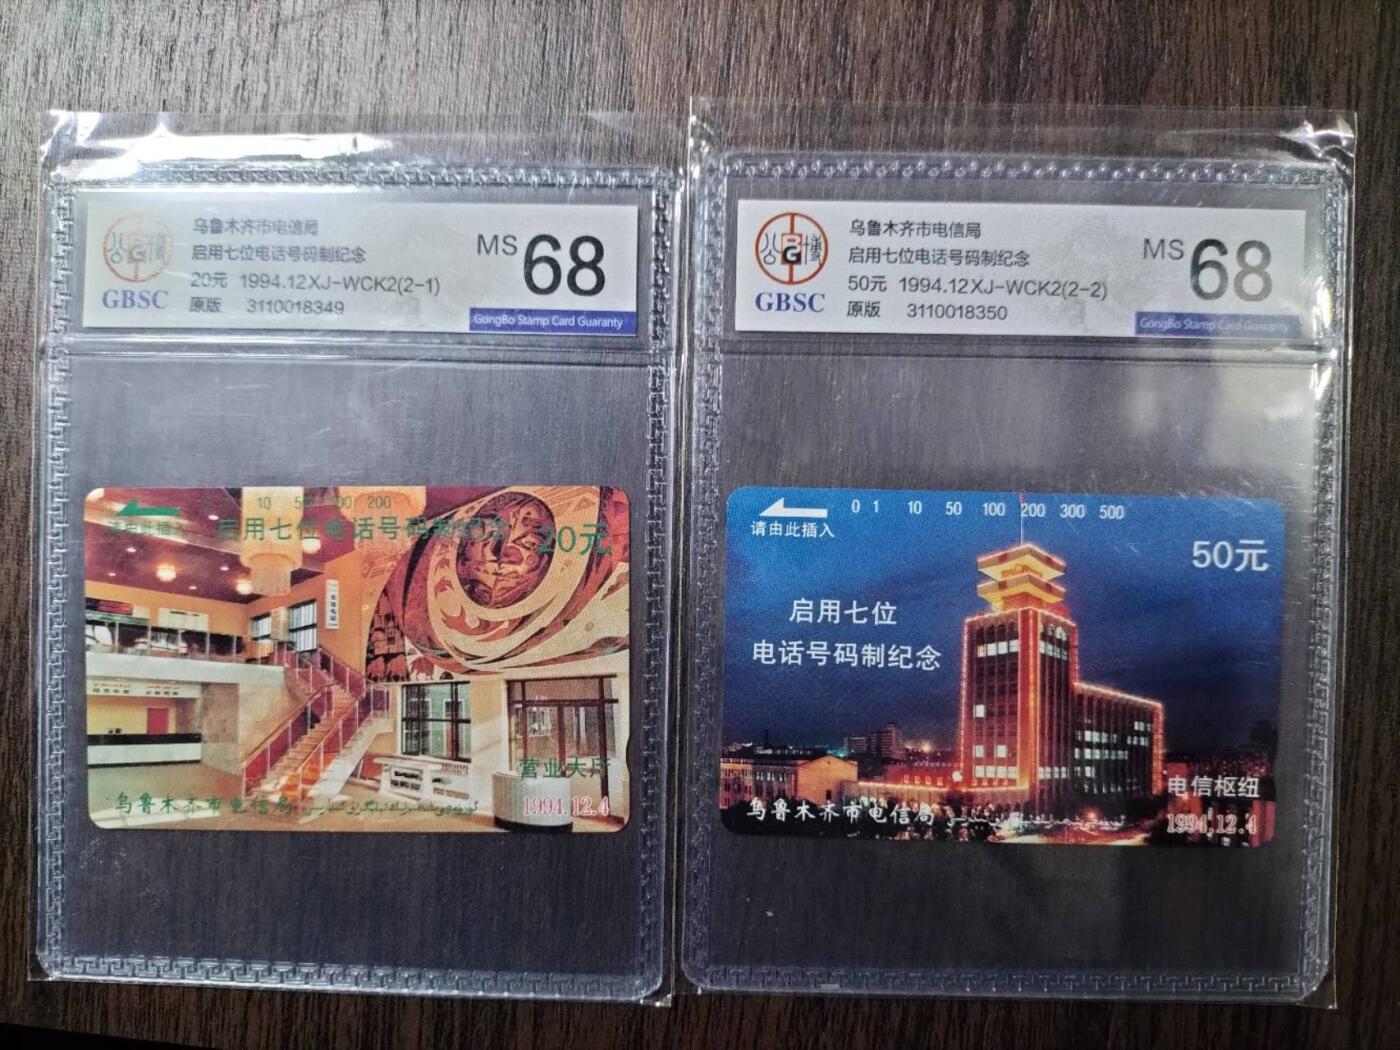 乌鲁木齐市电信局
启用七位电话号码制纪念
20元 1994.12XJ-WCK2(2-1)
原版 3110018349
GBSC
MS 68
GongBo Stamp Card Guaranty
请由此插入
10 50 100 200
启用七位电话号码制纪念
20元
营业大厅
乌鲁木齐市电信局
1994.12.4
乌鲁木齐市电信局
启用七位电话号码制纪念
50元 1994.12XJ-WCK2(2-2)
原版 3110018350
GBSC
MS 68
GongBo Stamp Card Guaranty
请由此插入
0 1 10 50 100 200 300 500
50元
启用七位
电话号码制纪念
电信枢纽
乌鲁木齐市电信局
1994.12.4